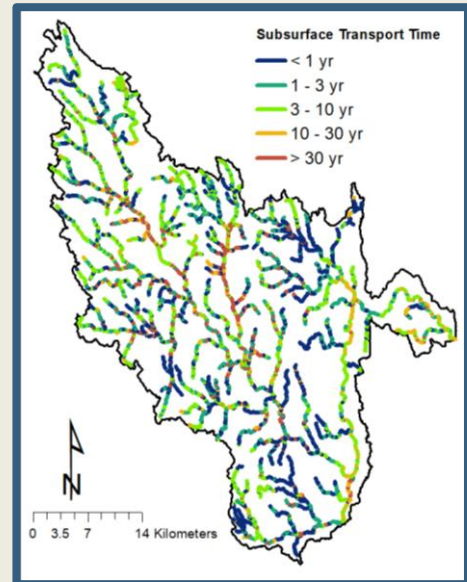 Subsurface Transport Time
< 1 yr
1 - 3 yr
3 - 10 yr
10 - 30 yr
> 30 yr
N
0 3.5 7 14 Kilometers